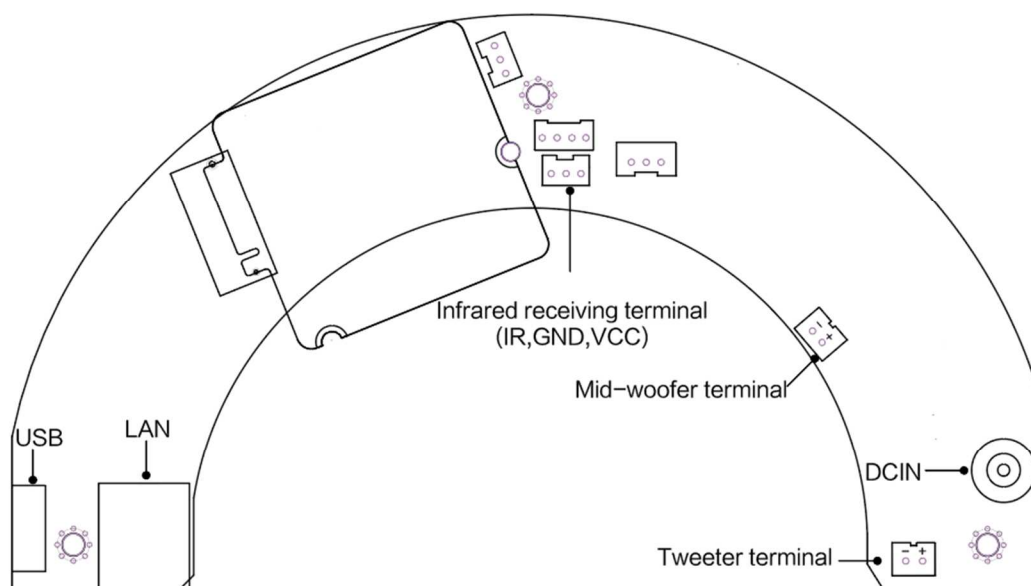 Infrared receiving terminal
(IR,GND,VCC)
- +
Mid-woofer terminal
USB
LAN
DCIN
Tweeter terminal
- +